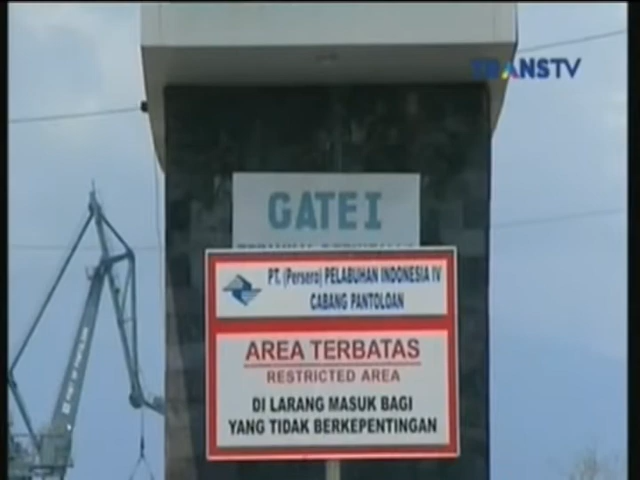 TRANSTV
GATE I
PT. (Persero) PELABUHAN INDONESIA IV
CABANG PANTOLOAN
AREA TERBATAS
RESTRICTED AREA
DI LARANG MASUK BAGI
YANG TIDAK BERKEPENTINGAN